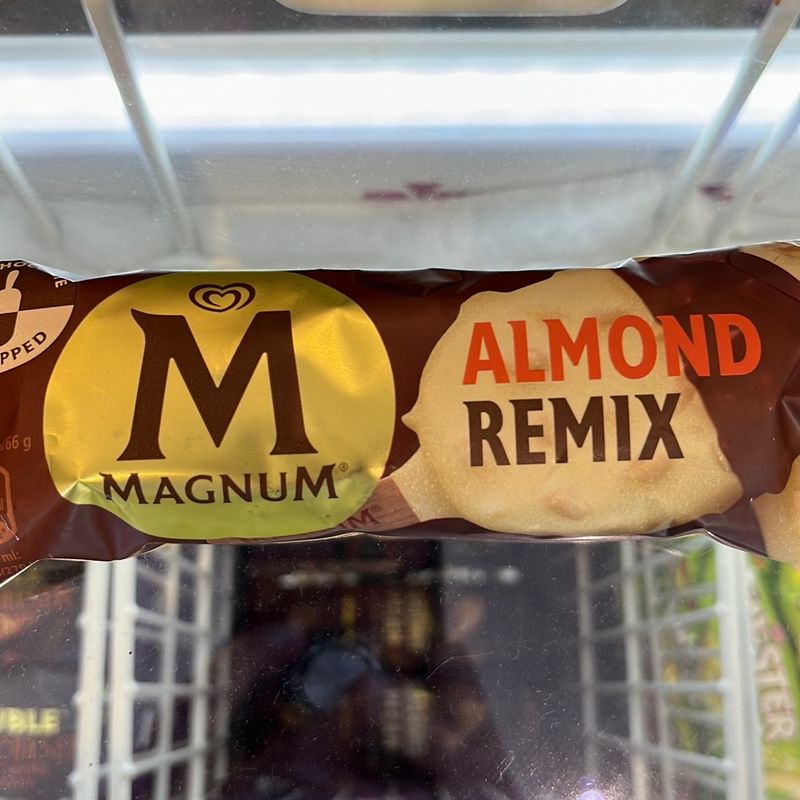 PPED
66 g
ml:
M
MAGNUM®
ALMOND
REMIX
UBLE
STER